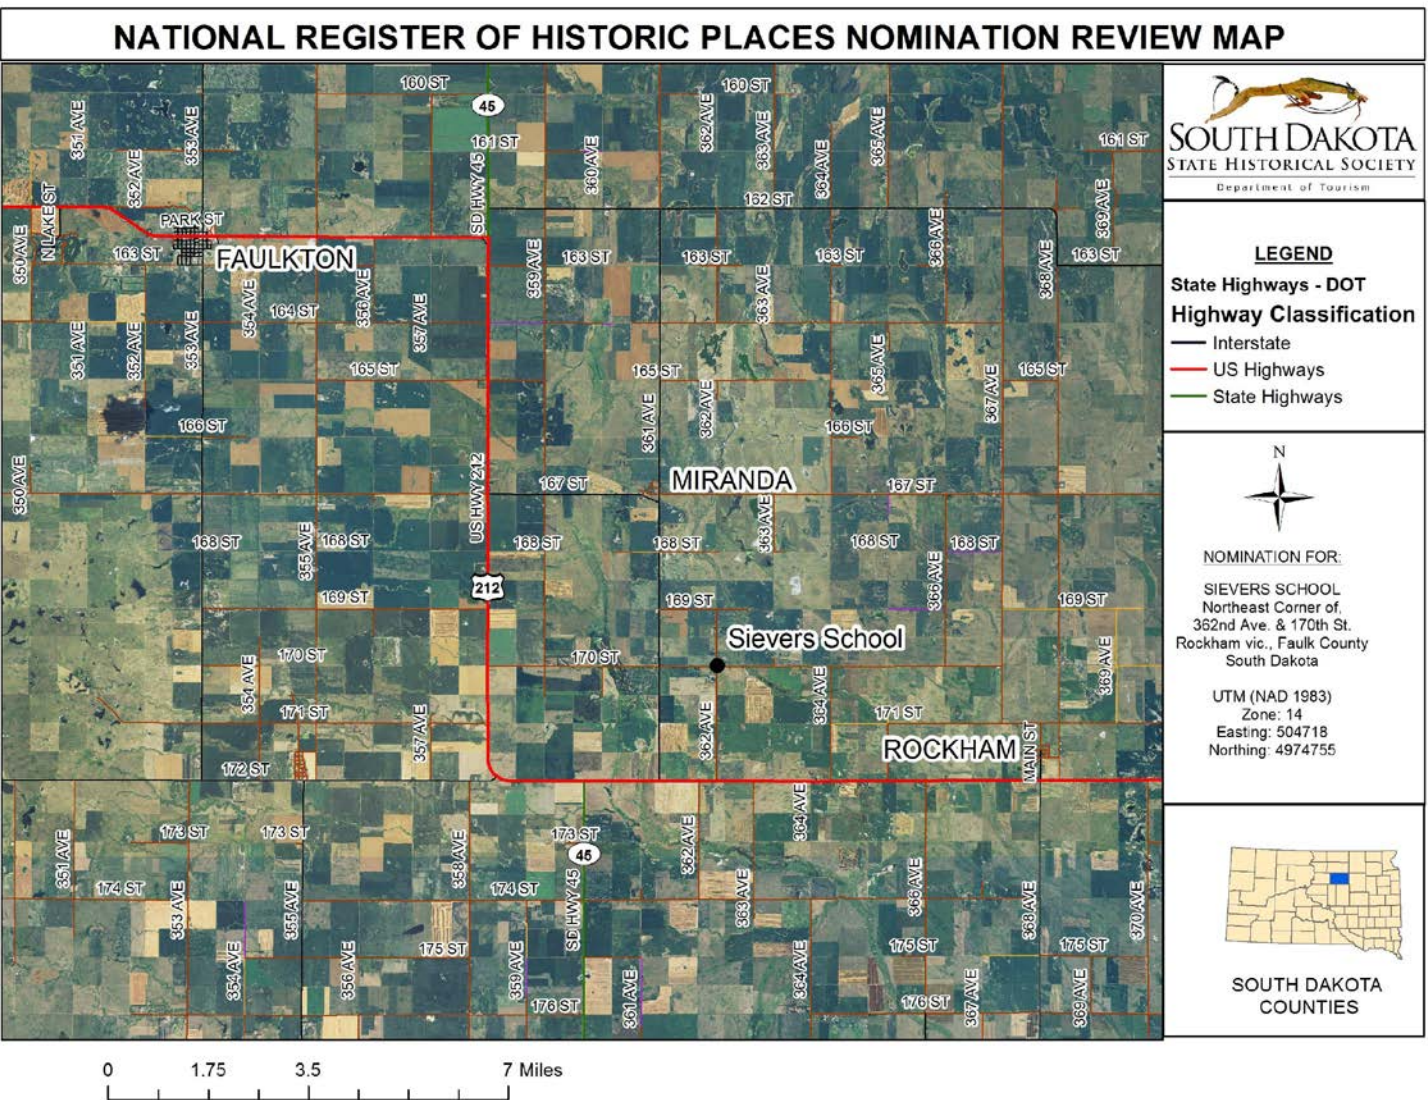 NATIONAL REGISTER OF HISTORIC PLACES NOMINATION REVIEW MAP
160 ST
160 ST
45
351 AVE
352 AVE
353 AVE
161 ST
360 AVE
362 AVE
363 AVE
364 AVE
365 AVE
161 ST
369 AVE
SD HWY 45
162 ST
N LAKE ST
350 AVE
PARK ST
163 ST
FAULKTON
359 AVE
163 ST
163 ST
163 ST
366 AVE
368 AVE
163 ST
354 AVE
164 ST
356 AVE
357 AVE
363 AVE
351 AVE
352 AVE
353 AVE
165 ST
165 ST
365 AVE
367 AVE
165 ST
166 ST
361 AVE
362 AVE
166 ST
350 AVE
US HWY 212
167 ST
MIRANDA
167 ST
168 ST
355 AVE
168 ST
168 ST
168 ST
363 AVE
168 ST
168 ST
212
169 ST
169 ST
366 AVE
169 ST
Sievers School
170 ST
170 ST
354 AVE
364 AVE
369 AVE
171 ST
357 AVE
362 AVE
171 ST
ROCKHAM
MAIN ST
172 ST
364 AVE
173 ST
173 ST
173 ST
45
351 AVE
358 AVE
362 AVE
174 ST
353 AVE
355 AVE
174 ST
SD HWY 45
363 AVE
366 AVE
368 AVE
370 AVE
354 AVE
356 AVE
175 ST
359 AVE
364 AVE
175 ST
175 ST
176 ST
361 AVE
176 ST
367 AVE
369 AVE
0 1.75 3.5 7 Miles
SOUTH DAKOTA
STATE HISTORICAL SOCIETY
Department of Tourism
LEGEND
State Highways - DOT
Highway Classification
Interstate
US Highways
State Highways
N
NOMINATION FOR:
SIEVERS SCHOOL
Northeast Corner of,
362nd Ave. & 170th St.
Rockham vic., Faulk County
South Dakota
UTM (NAD 1983)
Zone: 14
Easting: 504718
Northing: 4974755
SOUTH DAKOTA
COUNTIES